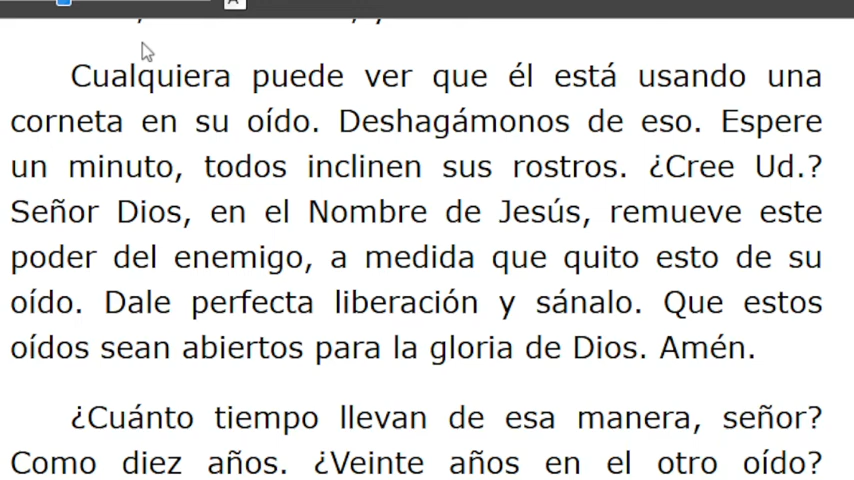 Cualquiera puede ver que él está usando una
corneta en su oído. Deshagámonos de eso. Espere
un minuto, todos inclinen sus rostros. ¿Cree Ud.?
Señor Dios, en el Nombre de Jesús, remueve este
poder del enemigo, a medida que quito esto de su
oído. Dale perfecta liberación y sánalo. Que estos
oídos sean abiertos para la gloria de Dios. Amén.
¿Cuánto tiempo llevan de esa manera, señor?
Como diez años. ¿Veinte años en el otro oído?